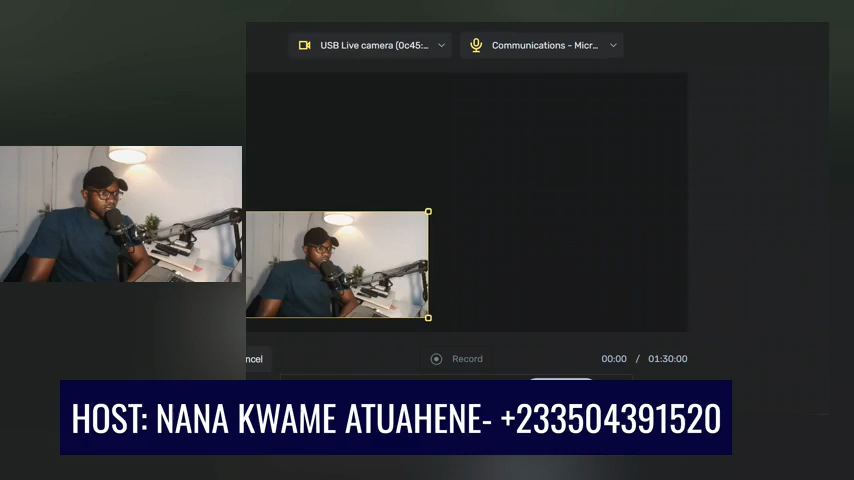 USB Live camera (0c45:...
Communications - Micr...
ncel
Record
00:00 / 01:30:00
HOST: NANA KWAME ATUAHENE- +233504391520